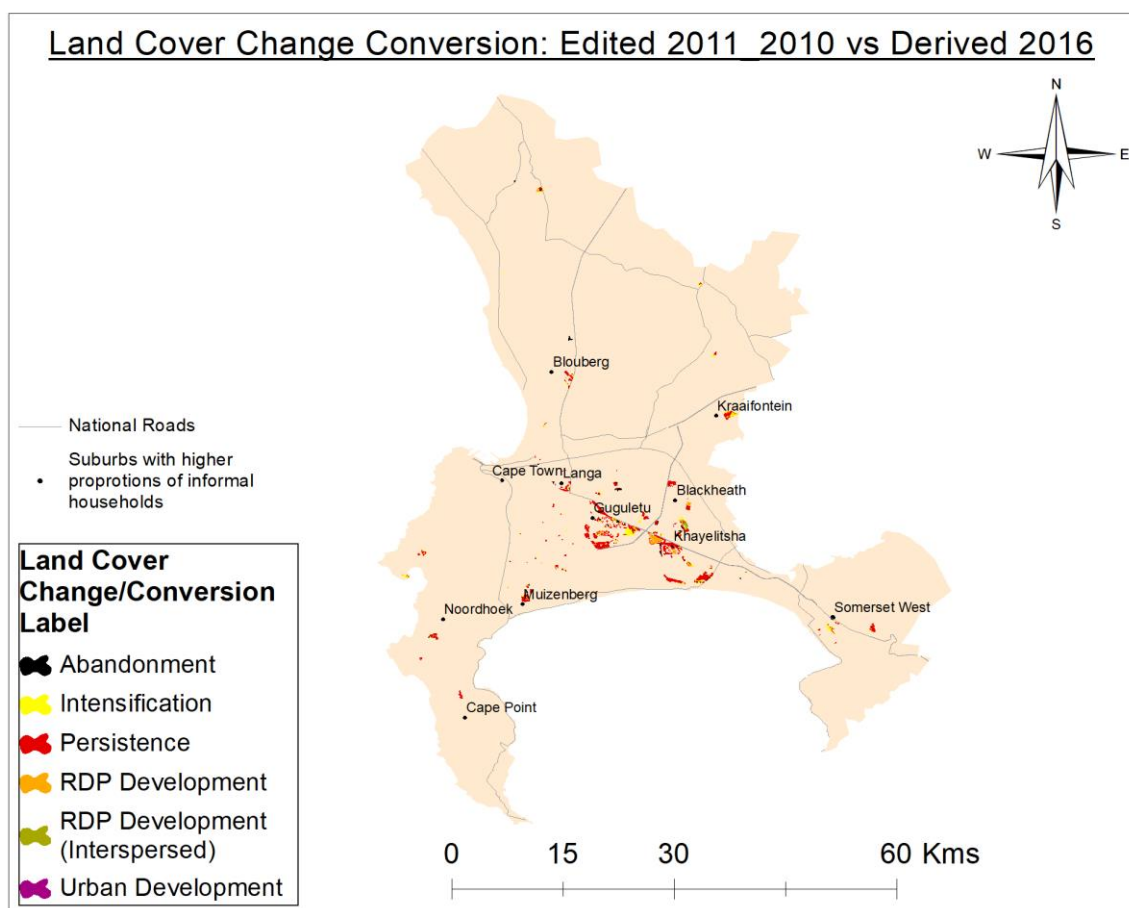 Land Cover Change Conversion: Edited 2011_2010 vs Derived 2016
N
W
E
S
Blouberg
Kraaifontein
National Roads
Suburbs with higher
proprotions of informal
households
Cape Town
Langa
Blackheath
Guguletu
Khayelitsha
Muizenberg
Noordhoek
Somerset West
Cape Point
Land Cover
Change/Conversion
Label
Abandonment
Intensification
Persistence
RDP Development
RDP Development
(Interspersed)
Urban Development
0 15 30 60 Kms